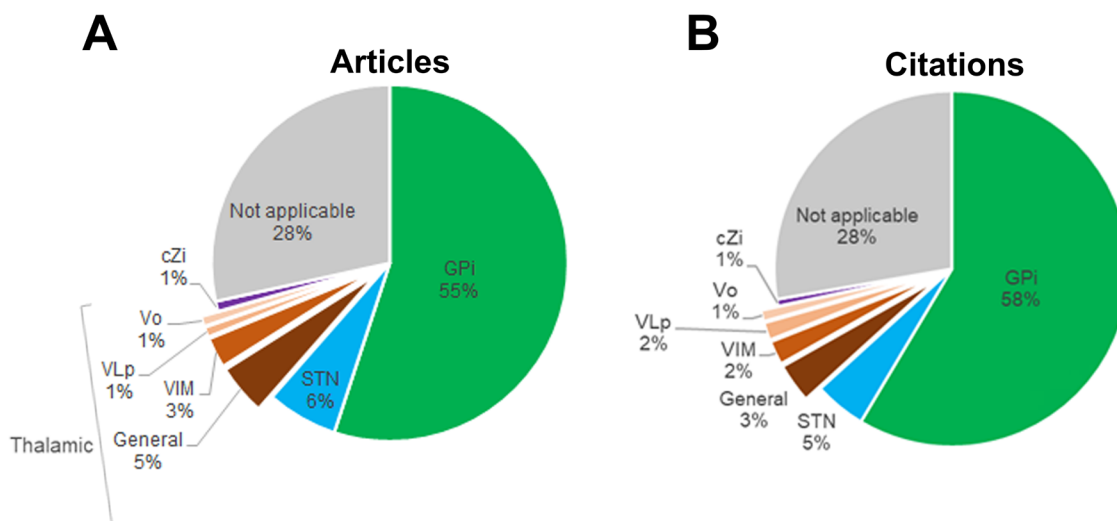 A
Articles
Not applicable
28%
cZi
1%
GPi
55%
Vo
1%
VLp
1%
VIM
3%
STN
6%
General
5%
Thalamic
B
Citations
Not applicable
28%
cZi
1%
GPi
58%
Vo
1%
VLp
2%
VIM
2%
General
3%
STN
5%